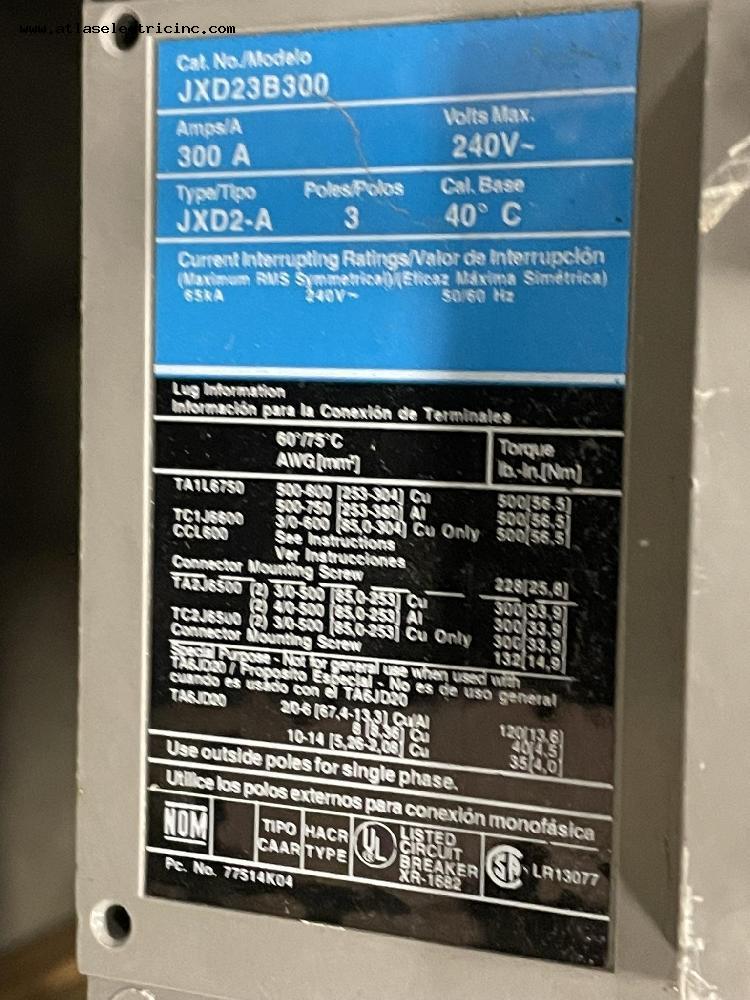 www.atlaselectricinc.com
Cat. No./Modelo
JXD23B300
Amps/A Volts Max.
300 A 240V~
Type/Tipo Poles/Polos Cal. Base
JXD2-A 3 40° C
Current Interrupting Ratings/Valor de Interrupción
(Maximum RMS Symmetrical)/(Eficaz Máxima Simétrica)
65kA 240V~ 50/60 Hz
Lug Information
Información para la Conexión de Terminales
60°/75°C
AWG[mm²]
Torque
lb.-in.[Nm]
TA1L6750 500-600 [253-304] Cu 500[56,5]
500-750 [253-380] Al 500[56,5]
TC1J6600 3/0-600 [85,0-304] Cu Only 500[56,5]
CCL600 See Instructions
Ver Instrucciones
Connector Mounting Screw 228[25,8]
TA2J6500 (2) 3/0-500 [85,0-253] Cu 300[33,9]
(2) 4/0-500 [85,0-253] Al 300[33,9]
TC2J6500 (2) 3/0-500 [85,0-253] Cu Only 300[33,9]
Connector Mounting Screw 132[14,9]
Special Purpose - Not for general use when used with
TA6JD20 / Proposito Especial - No es de uso general
cuando es usado con el TA6JD20
TA6JD20 2/0-6 [67,4-13,3] Cu/Al 120[13,6]
8 [8,36] Cu 40[4,5]
10-14 [5,26-2,08] Cu 35[4,0]
Use outside poles for single phase.
Utilice los polos externos para conexión monofásica
NOM
TIPO
CAAR
HACR
TYPE
UL
LISTED
CIRCUIT
BREAKER
XR-1682
SA
LR13077
Pc. No. 77514K04